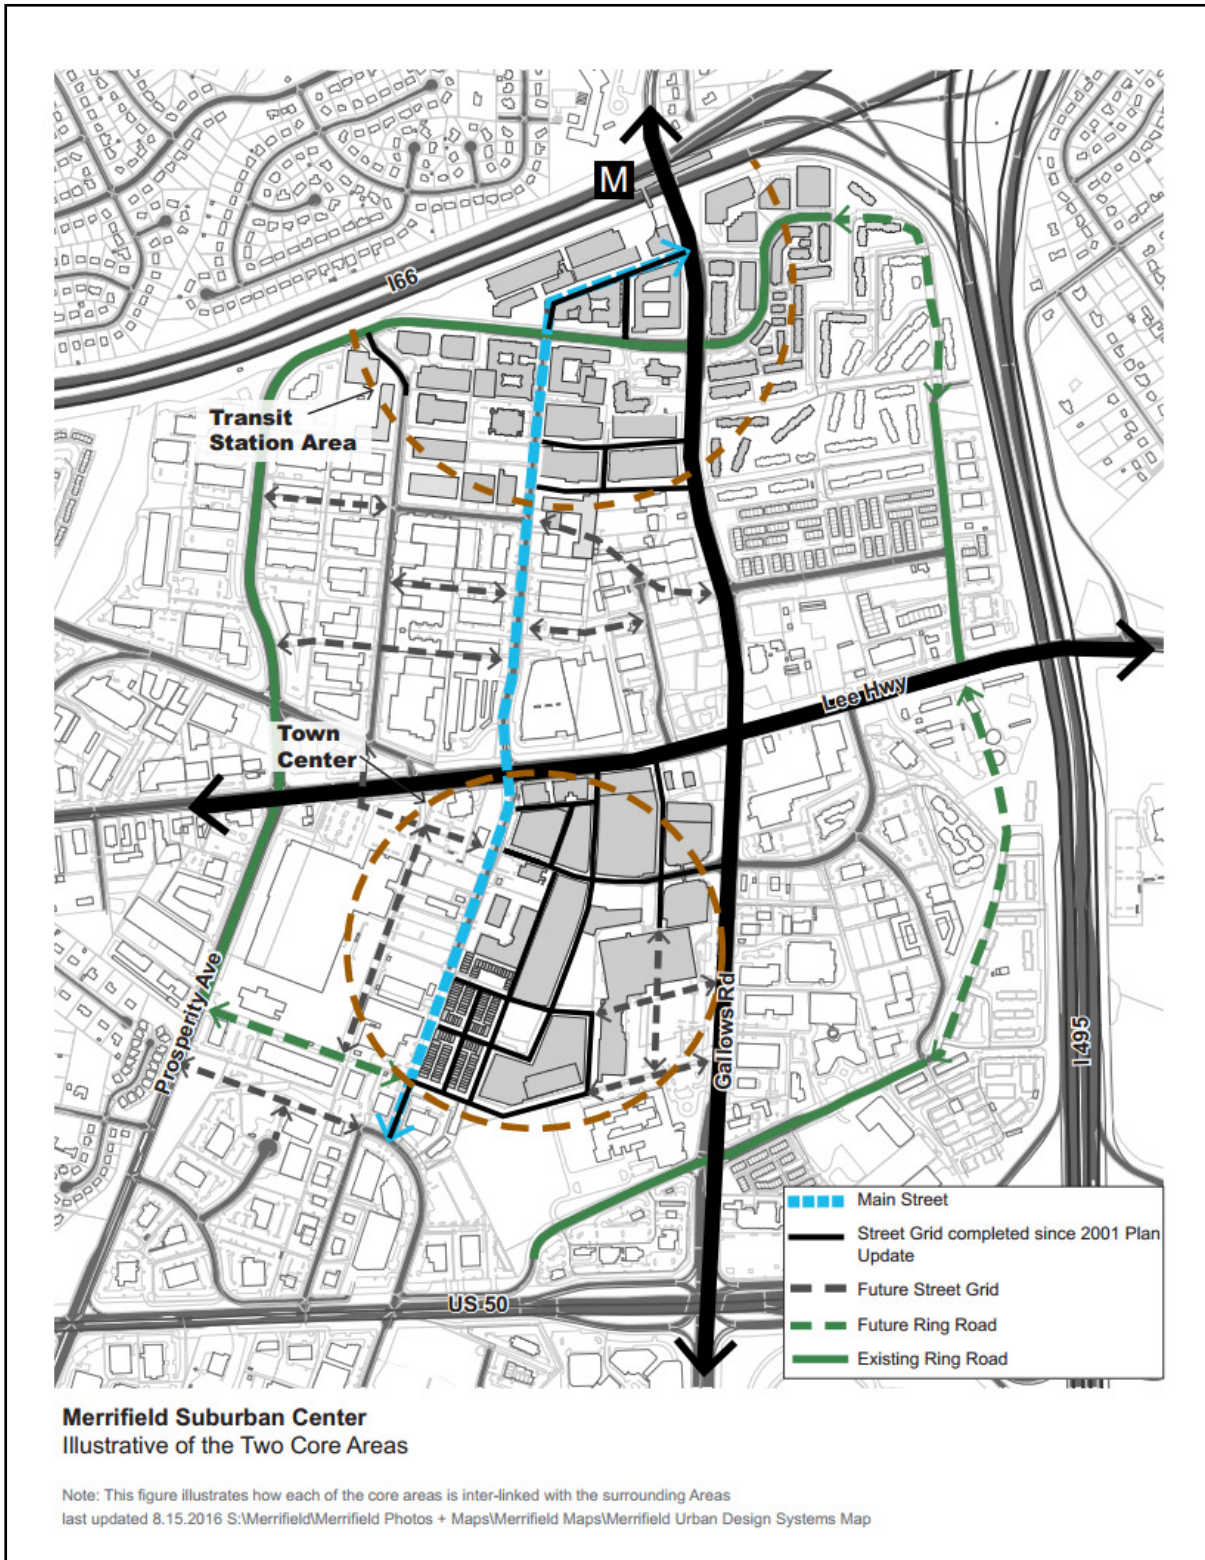 M
I66
Transit
Station Area
Lee Hwy
Town
Center
Prosperity Ave
Gallows Rd
I 495
US 50
Main Street
Street Grid completed since 2001 Plan
Update
Future Street Grid
Future Ring Road
Existing Ring Road
Merrifield Suburban Center
Illustrative of the Two Core Areas
Note: This figure illustrates how each of the core areas is inter-linked with the surrounding Areas
last updated 8.15.2016 S:\Merrifield\Merrifield Photos + Maps\Merrifield Maps\Merrifield Urban Design Systems Map